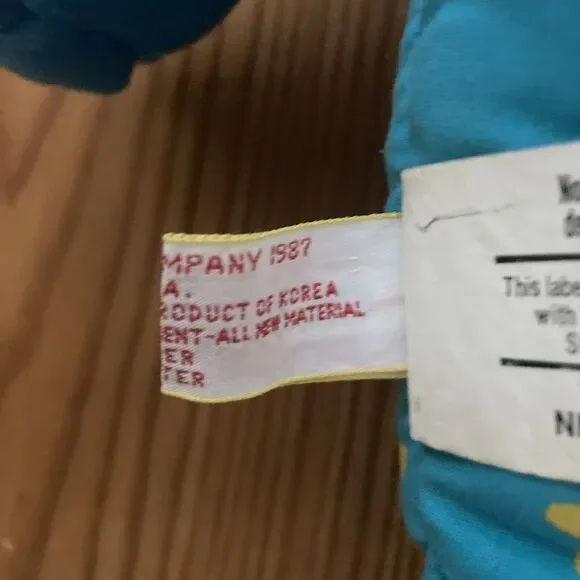 MPANY 1987
A.
RODUCT OF KOREA
ENT-ALL NEW MATERIAL
ER
TER
This labe
with
S